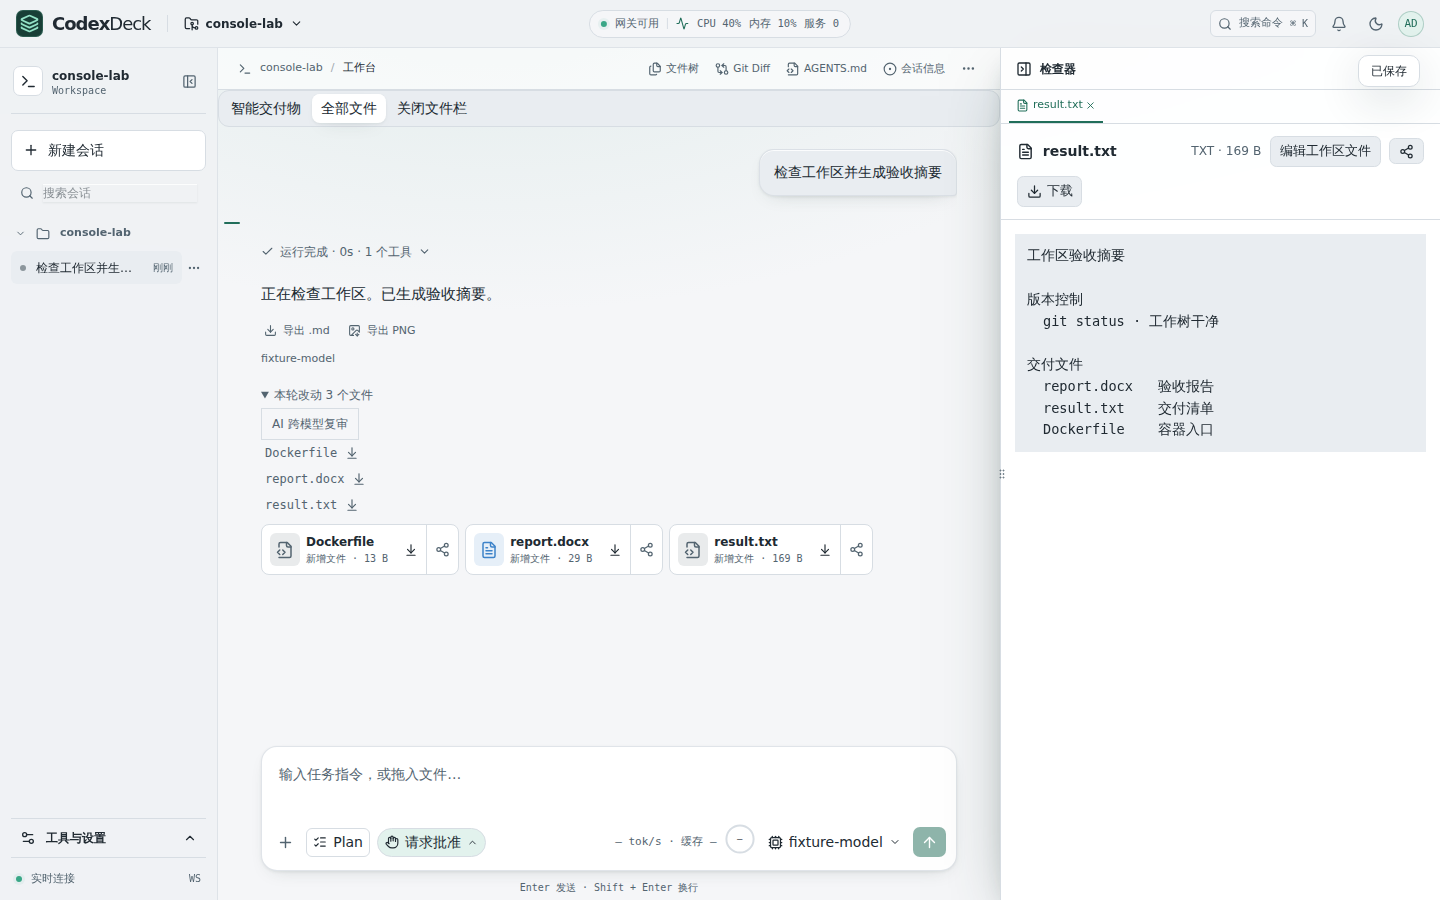 CodexDeck
console-lab
网关可用
CPU 40% 内存 10% 服务 0
搜索命令 ⌘ K
AD
console-lab
Workspace
新建会话
搜索会话
console-lab
检查工作区并生... 刚刚
工具与设置
实时连接 WS
console-lab / 工作台
文件树
Git Diff
AGENTS.md
会话信息
智能交付物 全部文件 关闭文件栏
检查工作区并生成验收摘要
运行完成 · 0s · 1 个工具
正在检查工作区。已生成验收摘要。
导出 .md 导出 PNG
fixture-model
▼ 本轮改动 3 个文件
AI 跨模型复审
Dockerfile
report.docx
result.txt
Dockerfile
新增文件 · 13 B
report.docx
新增文件 · 29 B
result.txt
新增文件 · 169 B
输入任务指令，或拖入文件...
Plan
请求批准
— tok/s · 缓存 —
–
fixture-model
Enter 发送 · Shift + Enter 换行
检查器
已保存
result.txt
result.txt
TXT · 169 B
编辑工作区文件
下载
工作区验收摘要
版本控制
git status · 工作树干净
交付文件
report.docx 验收报告
result.txt 交付清单
Dockerfile 容器入口